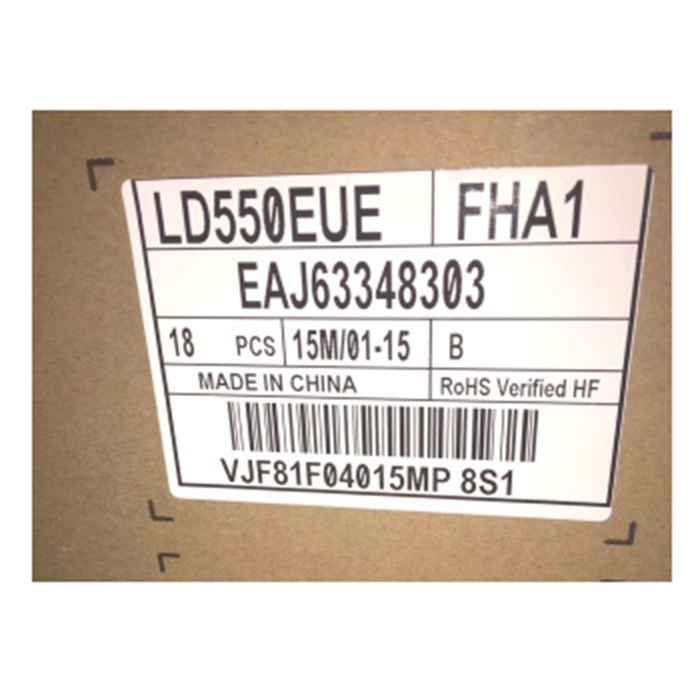 LD550EUE FHA1
EAJ63348303
18 PCS 15M/01-15 B
MADE IN CHINA RoHS Verified HF
VJF81F04015MP 8S1